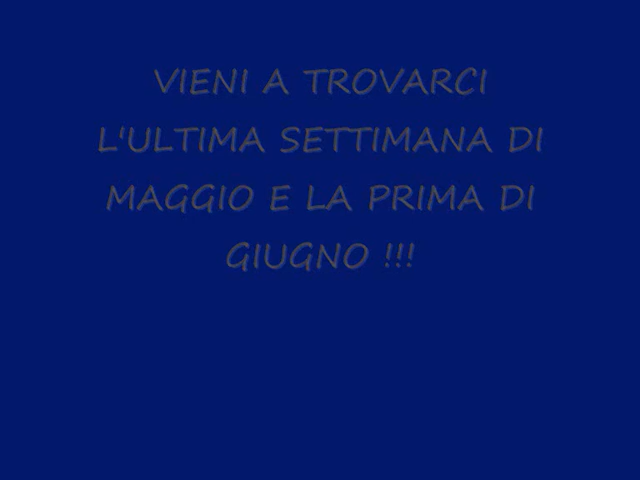 VIENI A TROVARCI
L'ULTIMA SETTIMANA DI
MAGGIO E LA PRIMA DI
GIUGNO !!!